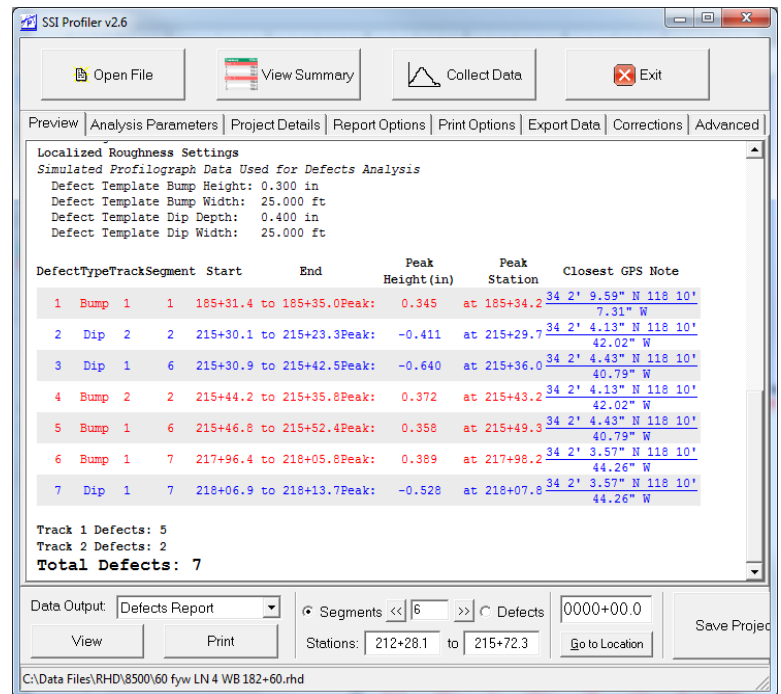 SSI Profiler v2.6
Open File View Summary Collect Data Exit
Preview Analysis Parameters Project Details Report Options Print Options Export Data Corrections Advanced
Localized Roughness Settings
Simulated Profilograph Data Used for Defects Analysis
Defect Template Bump Height: 0.300 in
Defect Template Bump Width: 25.000 ft
Defect Template Dip Depth: 0.400 in
Defect Template Dip Width: 25.000 ft
DefectTypeTrackSegment Start End Peak Height(in) Peak Station Closest GPS Note
1 Bump 1 1 185+31.4 to 185+35.0Peak: 0.345 at 185+34.2 34 2' 9.59" N 118 10' 7.31" W
2 Dip 2 2 215+30.1 to 215+23.3Peak: -0.411 at 215+29.7 34 2' 4.13" N 118 10' 42.02" W
3 Dip 1 6 215+30.9 to 215+42.5Peak: -0.640 at 215+36.0 34 2' 4.43" N 118 10' 40.79" W
4 Bump 2 2 215+44.2 to 215+35.8Peak: 0.372 at 215+43.2 34 2' 4.13" N 118 10' 42.02" W
5 Bump 1 6 215+46.8 to 215+52.4Peak: 0.358 at 215+49.3 34 2' 4.43" N 118 10' 40.79" W
6 Bump 1 7 217+96.4 to 218+05.8Peak: 0.389 at 217+98.2 34 2' 3.57" N 118 10' 44.26" W
7 Dip 1 7 218+06.9 to 218+13.7Peak: -0.528 at 218+07.8 34 2' 3.57" N 118 10' 44.26" W
Track 1 Defects: 5
Track 2 Defects: 2
Total Defects: 7
Data Output: Defects Report Segments << 6 >> Defects 0000+00.0 Save Projec
View Print Stations: 212+28.1 to 215+72.3 Go to Location
C:\Data Files\RHD\8500\60 fyw LN 4 WB 182+60.rhd